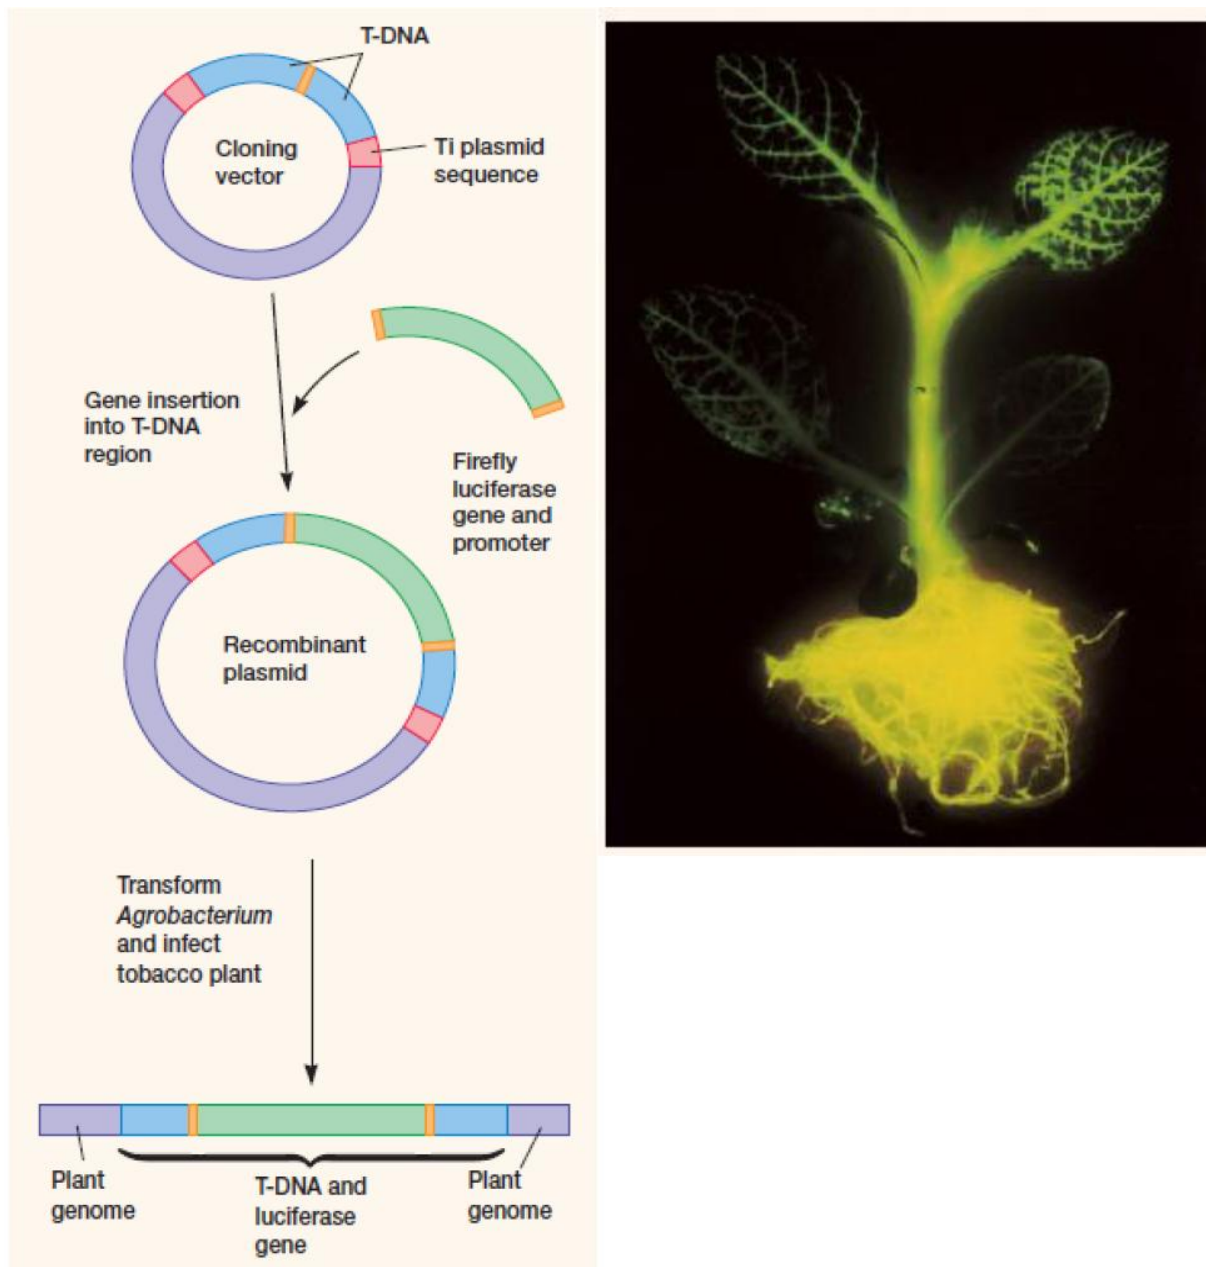 T-DNA
Cloning
vector
Ti plasmid
sequence
Gene insertion
into T-DNA
region
Firefly
luciferase
gene and
promoter
Recombinant
plasmid
Transform
Agrobacterium
and infect
tobacco plant
Plant
genome
T-DNA and
luciferase
gene
Plant
genome